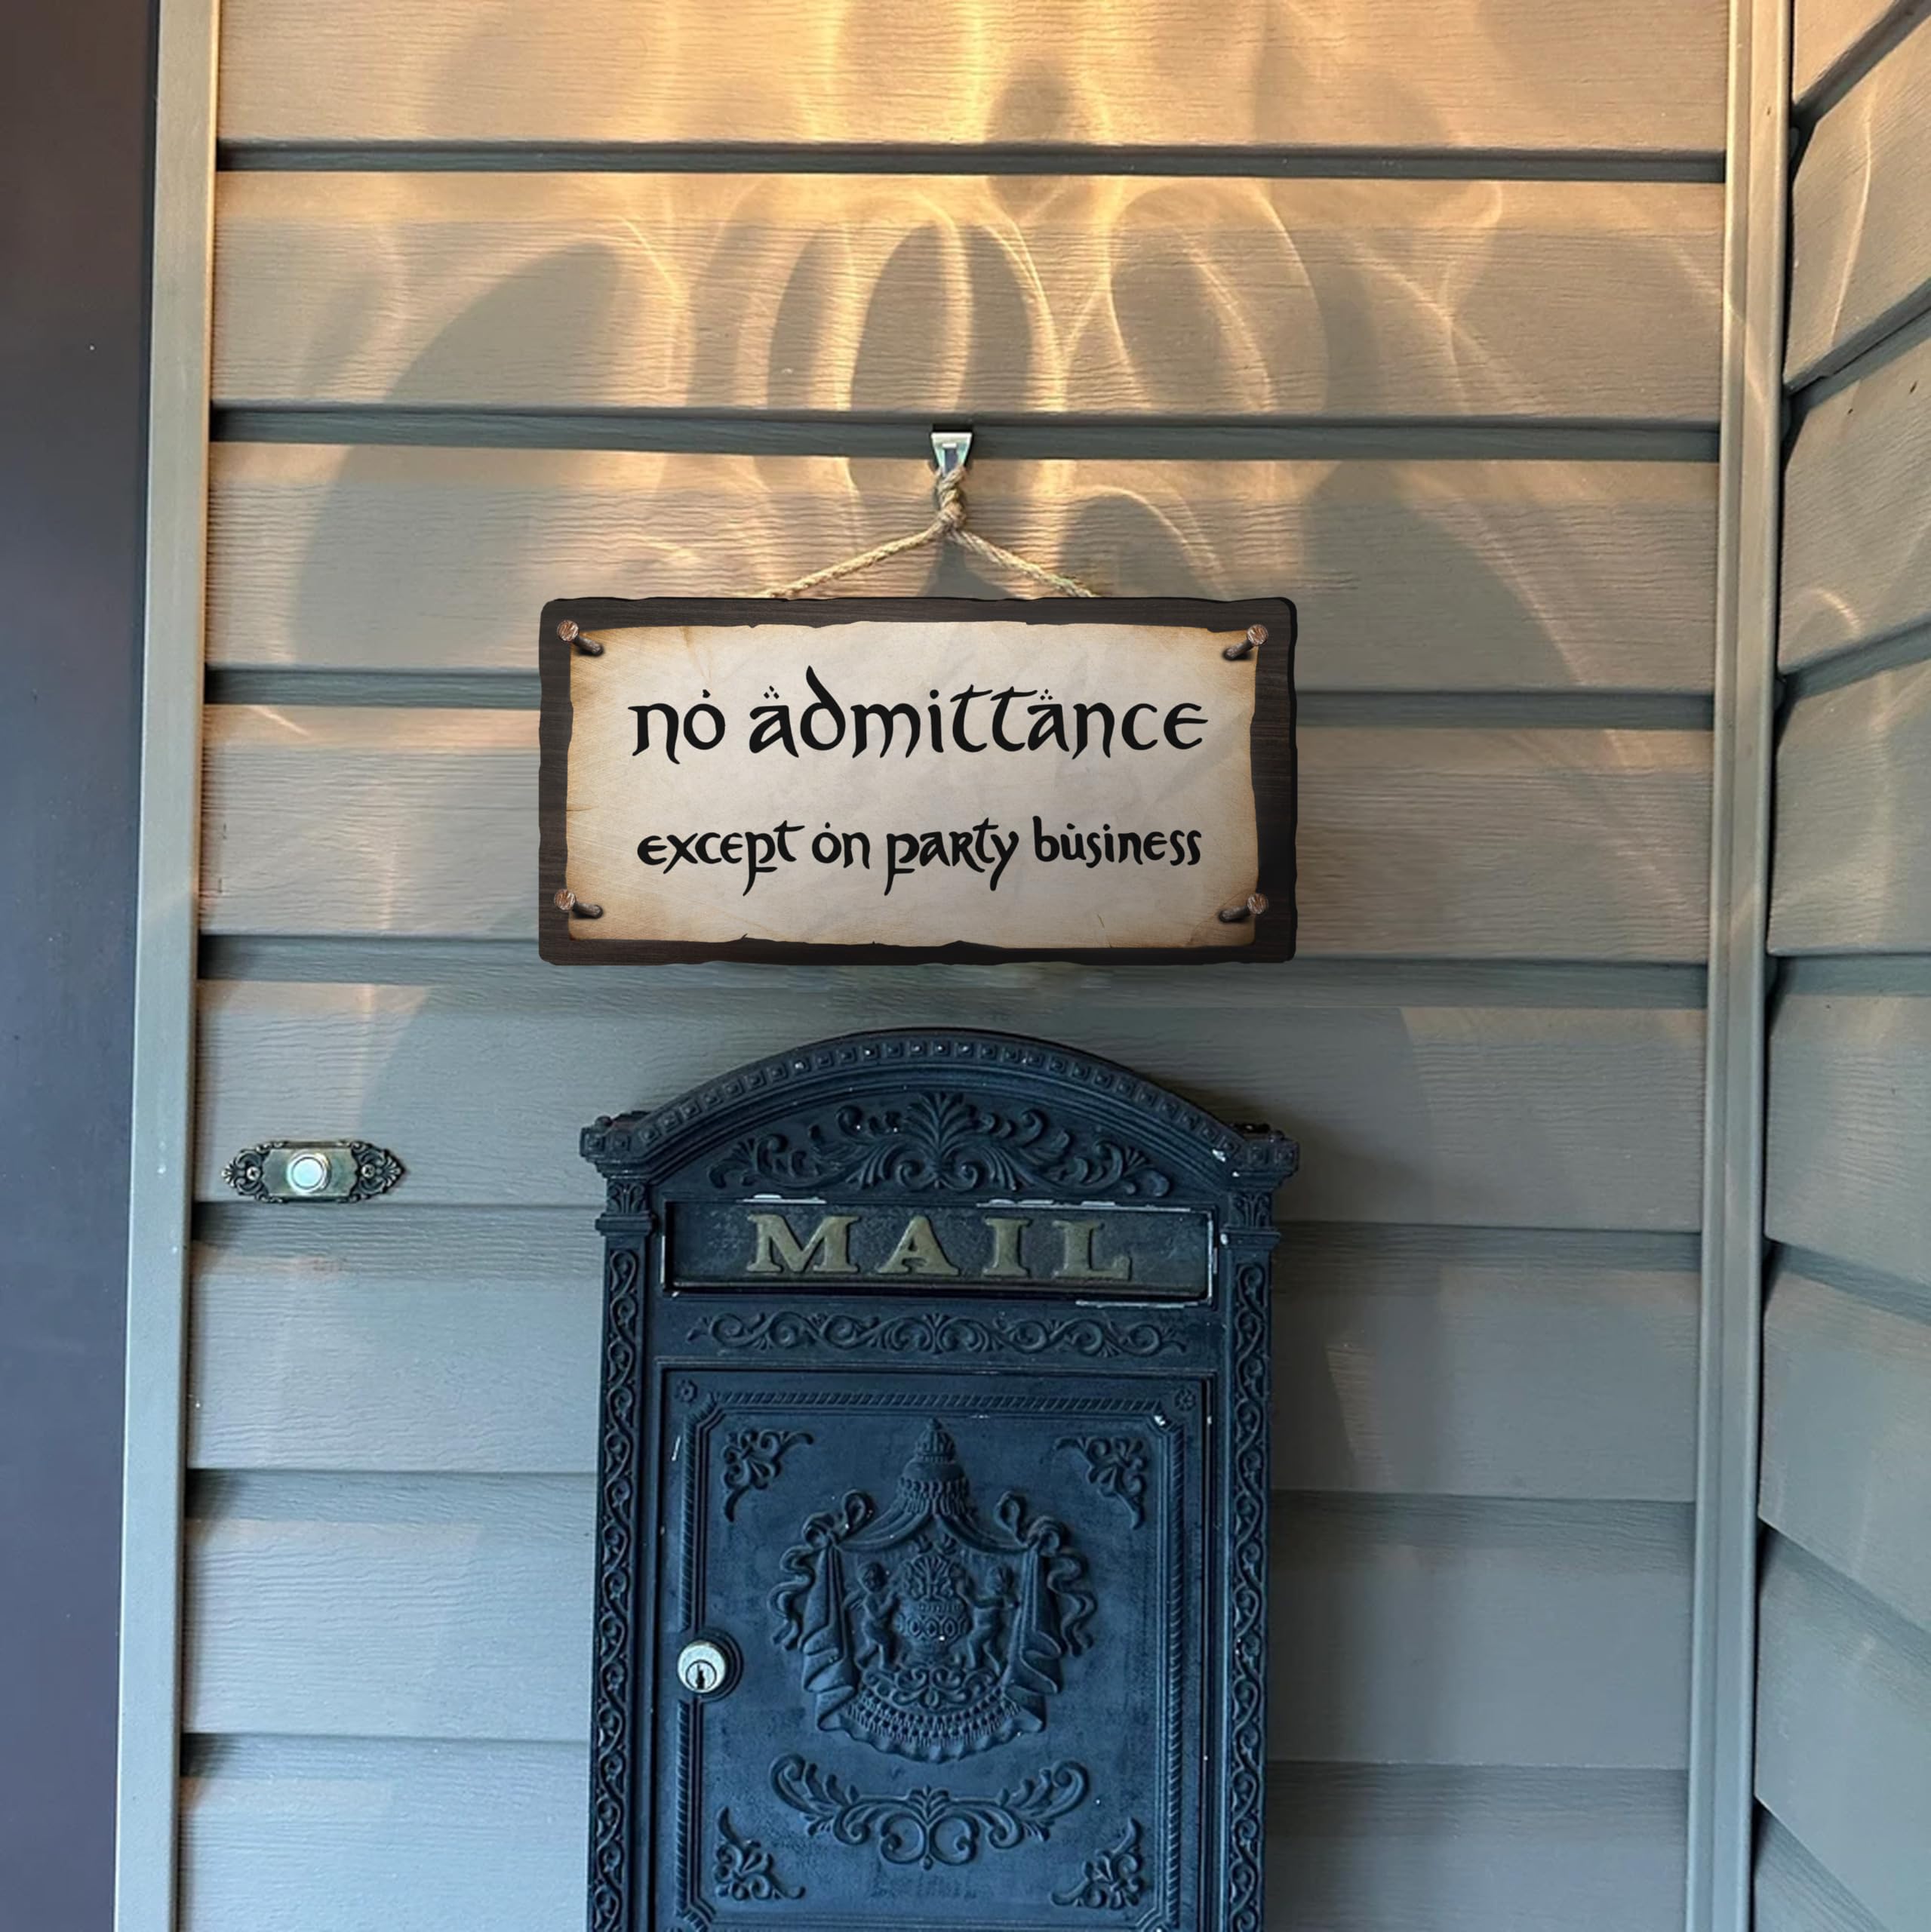 no admittance
except on party business
MAIL